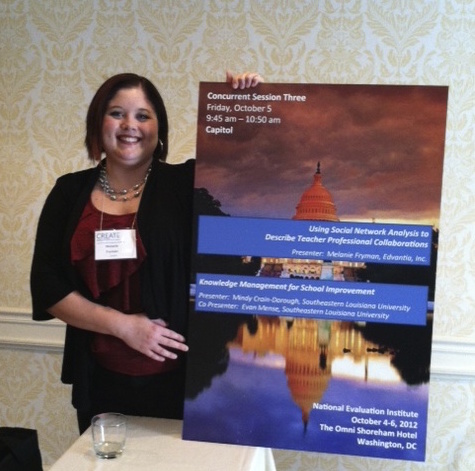 Concurrent Session Three
Friday, October 5
9:45 am – 10:50 am
Capitol
Using Social Network Analysis to
Describe Teacher Professional Collaborations
Presenter: Melanie Fryman, Edvantia, Inc.
Knowledge Management for School Improvement
Presenter: Mindy Crain-Dorough, Southeastern Louisiana University
Co Presenter: Evan Mense, Southeastern Louisiana University
National Evaluation Institute
October 4-6, 2012
The Omni Shoreham Hotel
Washington, DC
CREATE